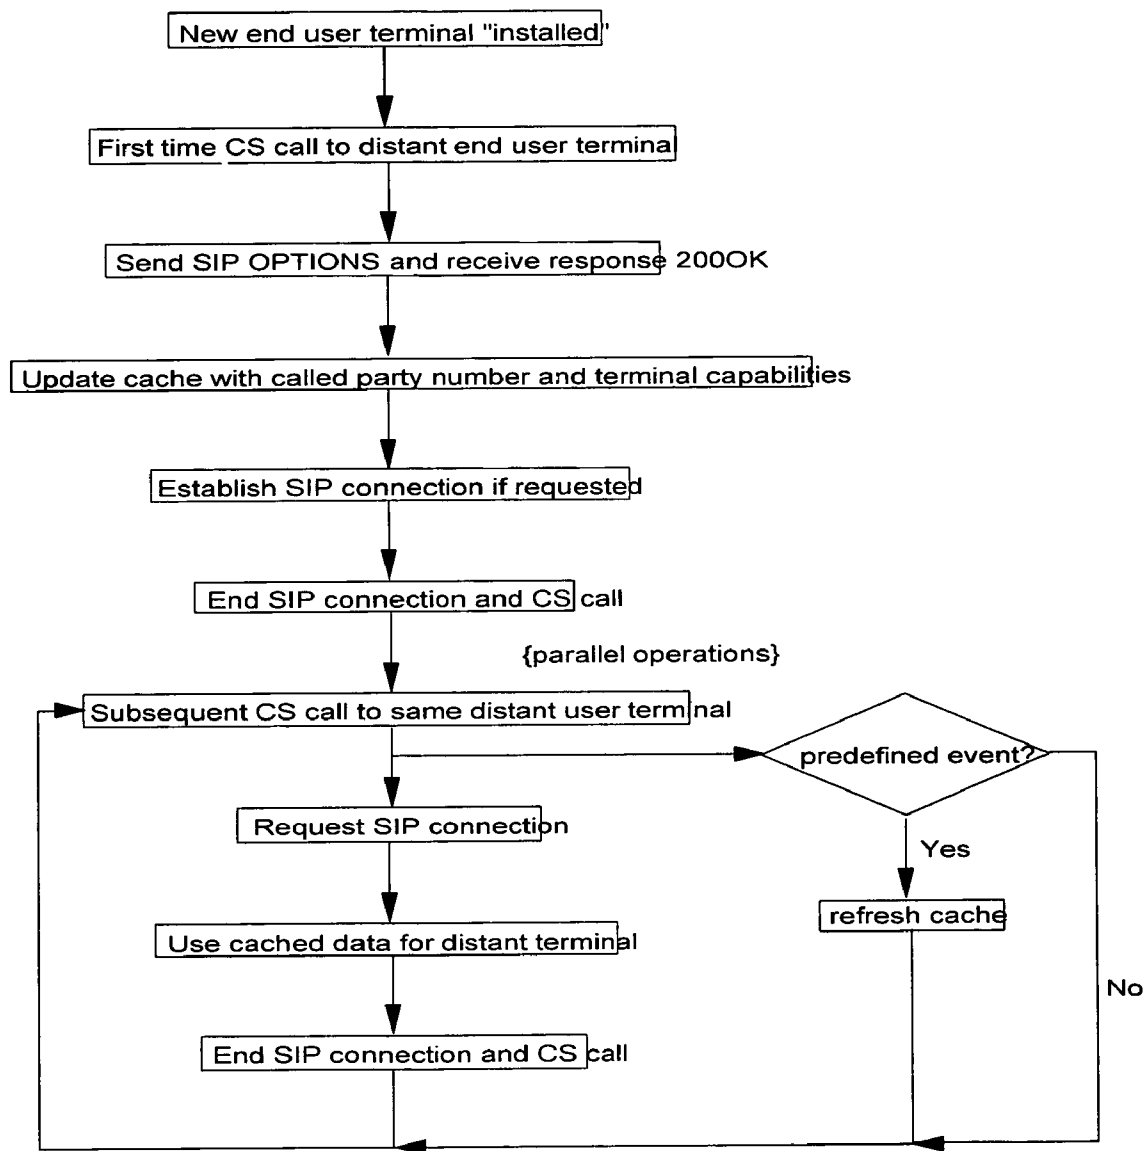 New end user terminal "installed"
First time CS call to distant end user terminal
Send SIP OPTIONS and receive response 200OK
Update cache with called party number and terminal capabilities
Establish SIP connection if requested
End SIP connection and CS call
{parallel operations}
Subsequent CS call to same distant user terminal
predefined event?
Request SIP connection
Yes
refresh cache
Use cached data for distant terminal
No
End SIP connection and CS call